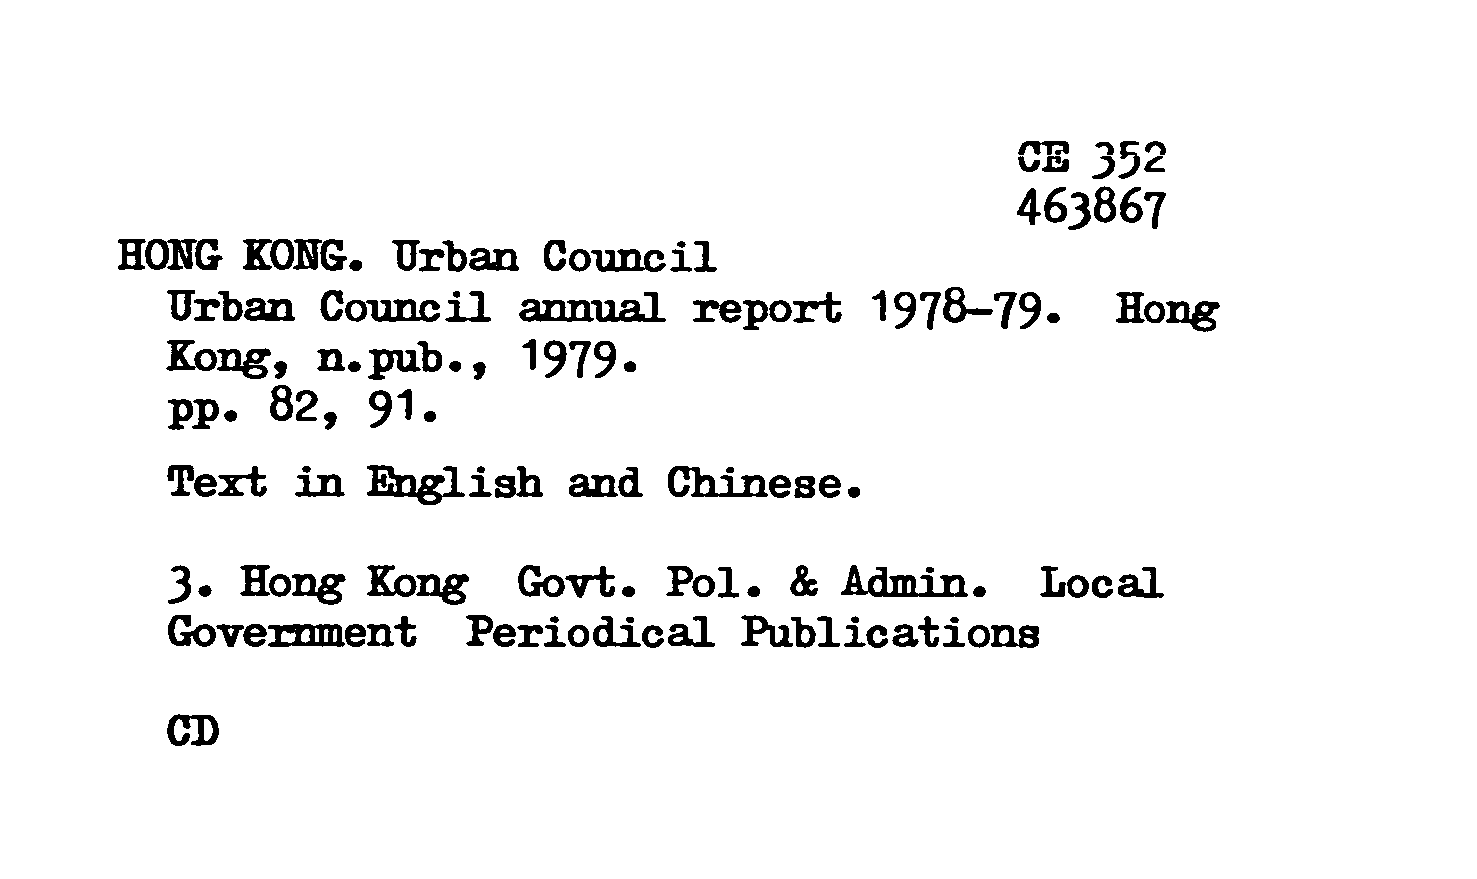 CE 352
463867
HONG KONG. Urban Council
Urban Council annual report 1978-79. Hong
Kong, n.pub., 1979.
pp. 82, 91.
Text in English and Chinese.
3. Hong Kong Govt. Pol. & Admin. Local
Government Periodical Publications
CD